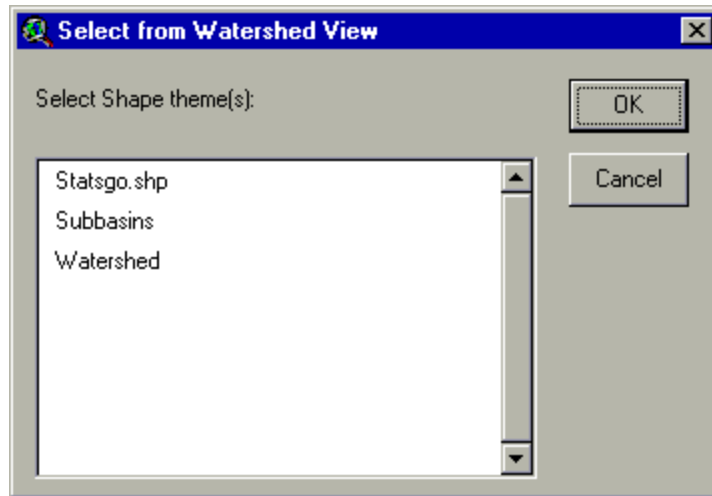 Select from Watershed View
Select Shape theme(s):
OK
Cancel
Statsgo.shp
Subbasins
Watershed